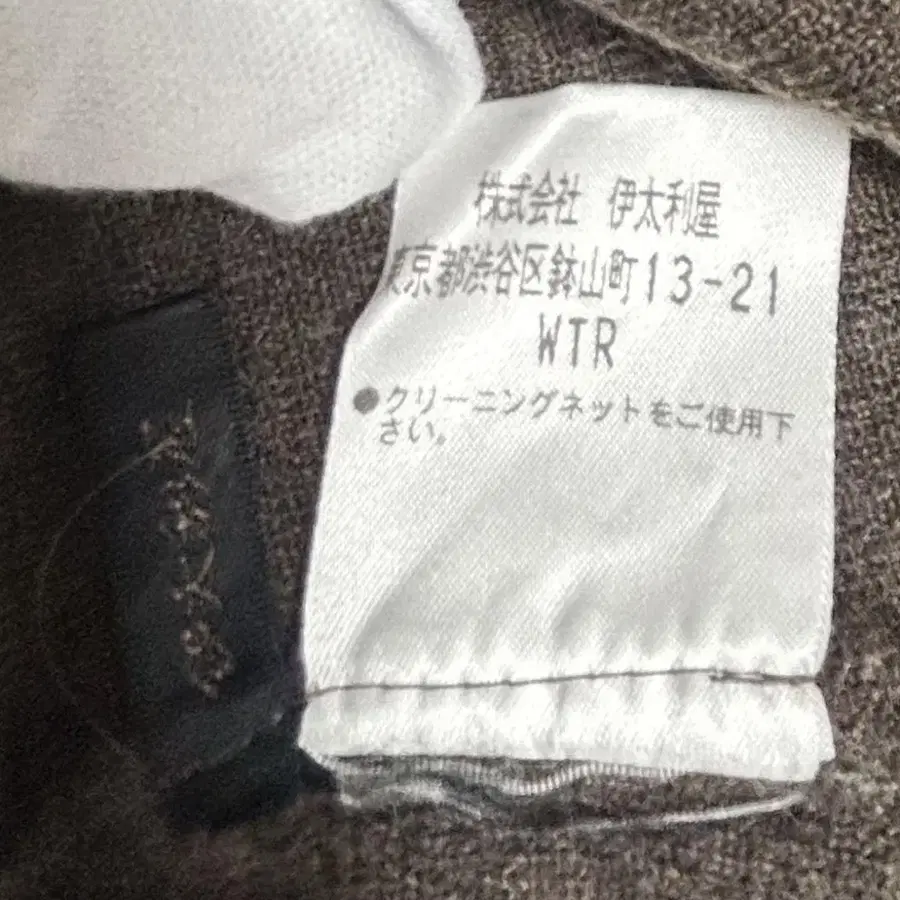 株式会社 伊太利屋
東京都渋谷区鉢山町13-21
WTR
●クリーニングネットをご使用下
さい。